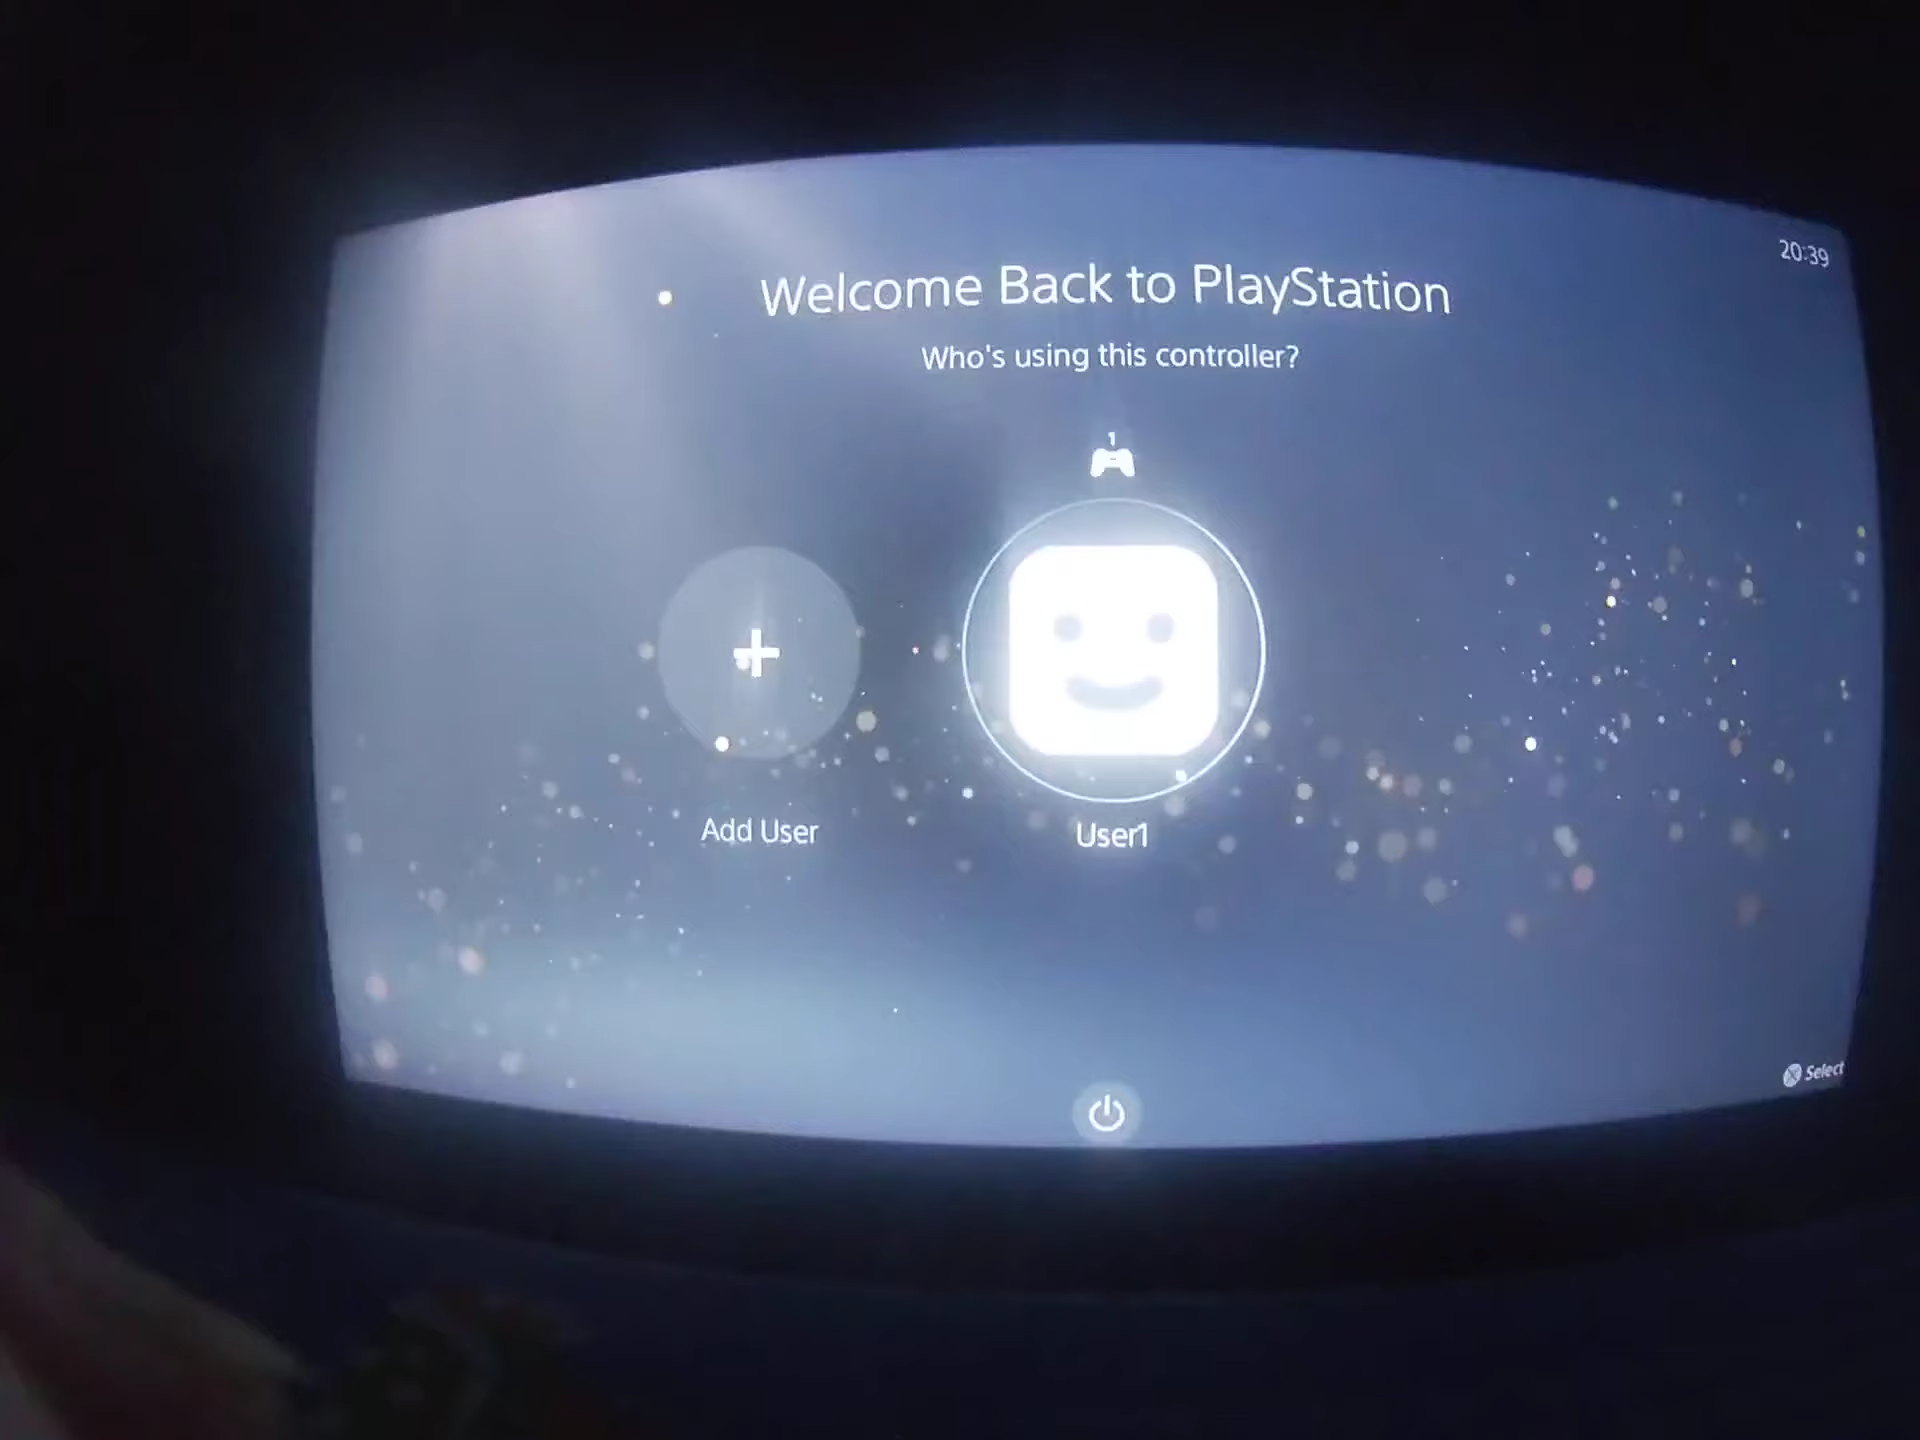 20:39
Welcome Back to PlayStation
Who's using this controller?
1
Add User
User1
Select